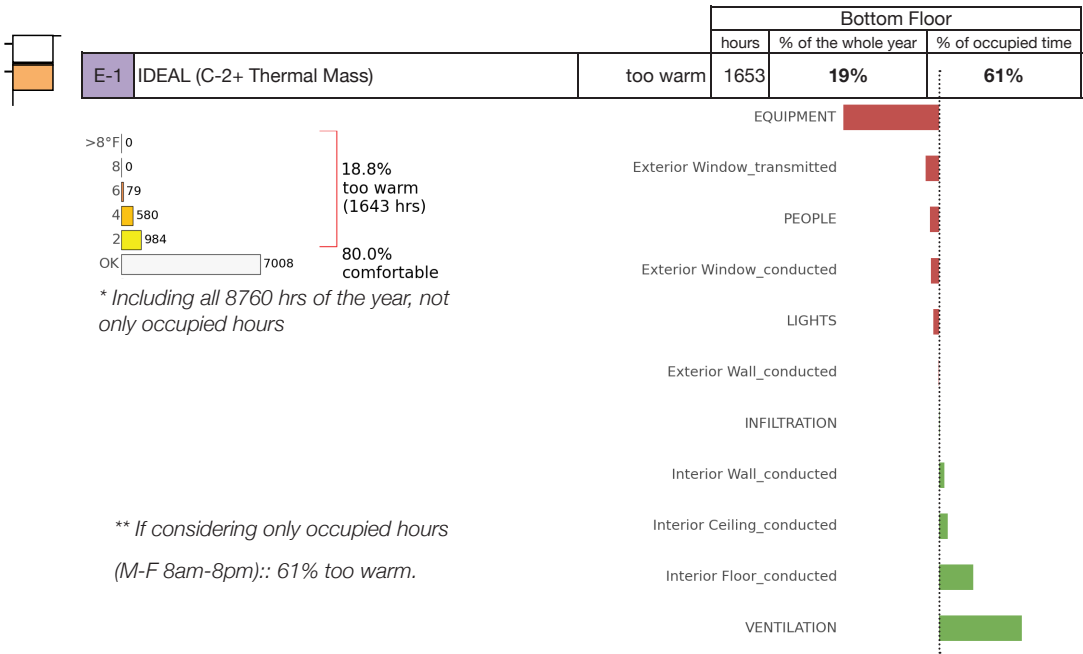 Bottom Floor
hours % of the whole year % of occupied time
E-1 IDEAL (C-2+ Thermal Mass) too warm 1653 19% 61%
>8°F 0
8 0
6 79
4 580
2 984
OK 7008
18.8%
too warm
(1643 hrs)
80.0%
comfortable
* Including all 8760 hrs of the year, not
only occupied hours
** If considering only occupied hours
(M-F 8am-8pm):: 61% too warm.
EQUIPMENT
Exterior Window_transmitted
PEOPLE
Exterior Window_conducted
LIGHTS
Exterior Wall_conducted
INFILTRATION
Interior Wall_conducted
Interior Ceiling_conducted
Interior Floor_conducted
VENTILATION